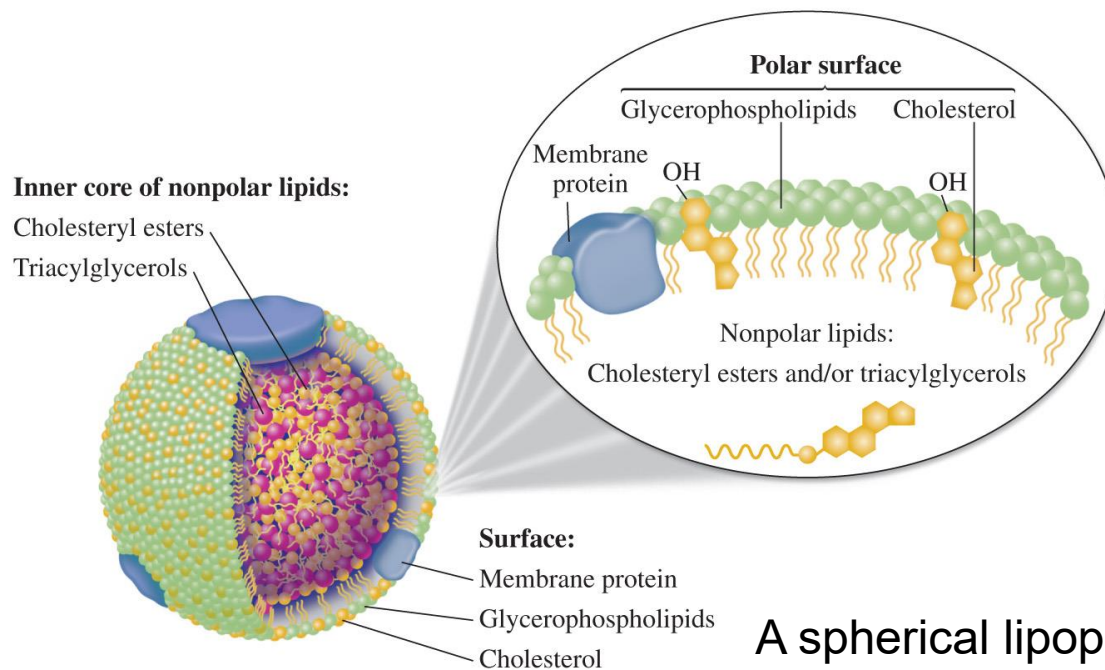 Polar surface
Glycerophospholipids
Cholesterol
Membrane
protein
OH
OH
Nonpolar lipids:
Cholesteryl esters and/or triacylglycerols
Inner core of nonpolar lipids:
Cholesteryl esters
Triacylglycerols
Surface:
Membrane protein
Glycerophospholipids
Cholesterol
A spherical lipop